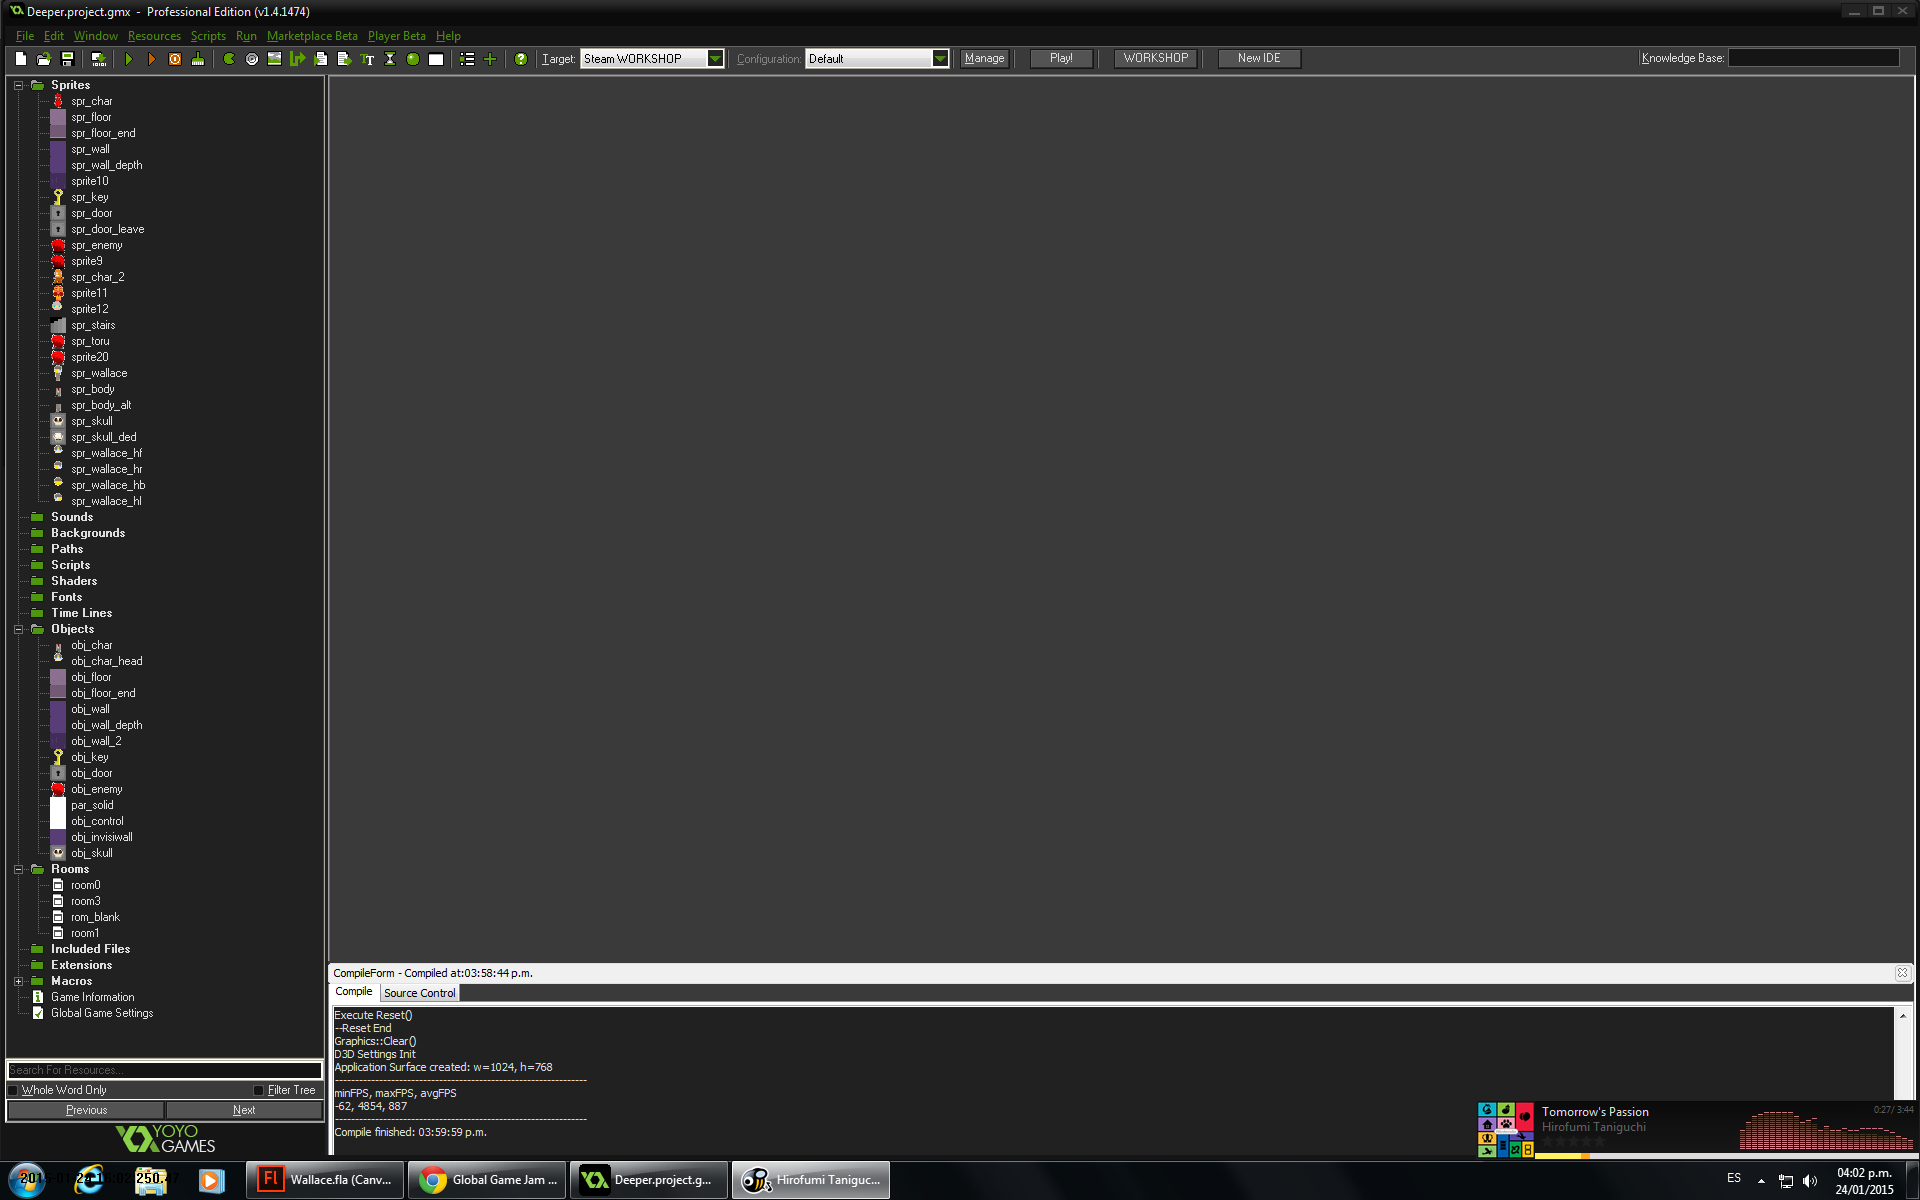 Deeper.project.gmx - Professional Edition (v1.4.1474)
File Edit Window Resources Scripts Run Marketplace Beta Player Beta Help
Target: Steam WORKSHOP Configuration: Default Manage Play! WORKSHOP New IDE Knowledge Base:
Sprites
spr_char
spr_floor
spr_floor_end
spr_wall
spr_wall_depth
sprite10
spr_key
spr_door
spr_door_leave
spr_enemy
sprite9
spr_char_2
sprite11
sprite12
spr_stairs
spr_toru
sprite20
spr_wallace
spr_body
spr_body_alt
spr_skull
spr_skull_ded
spr_wallace_hf
spr_wallace_hr
spr_wallace_hb
spr_wallace_hl
Sounds
Backgrounds
Paths
Scripts
Shaders
Fonts
Time Lines
Objects
obj_char
obj_char_head
obj_floor
obj_floor_end
obj_wall
obj_wall_depth
obj_wall_2
obj_key
obj_door
obj_enemy
par_solid
obj_control
obj_invisiwall
obj_skull
Rooms
room0
room3
rom_blank
room1
Included Files
Extensions
Macros
Game Information
Global Game Settings
Search For Resources...
Whole Word Only Filter Tree
Previous Next
YOYO GAMES
CompileForm - Compiled at:03:58:44 p.m.
Compile Source Control
Execute Reset()
--Reset End
Graphics::Clear()
D3D Settings Init
Application Surface created: w=1024, h=768
minFPS, maxFPS, avgFPS
-62, 4854, 887
Compile finished: 03:59:59 p.m.
Tomorrow's Passion 0:27/ 3:44
Hirofumi Taniguchi
Wallace.fla (Canv... Global Game Jam ... Deeper.project.g... Hirofumi Taniguc... ES 04:02 p.m.
24/01/2015